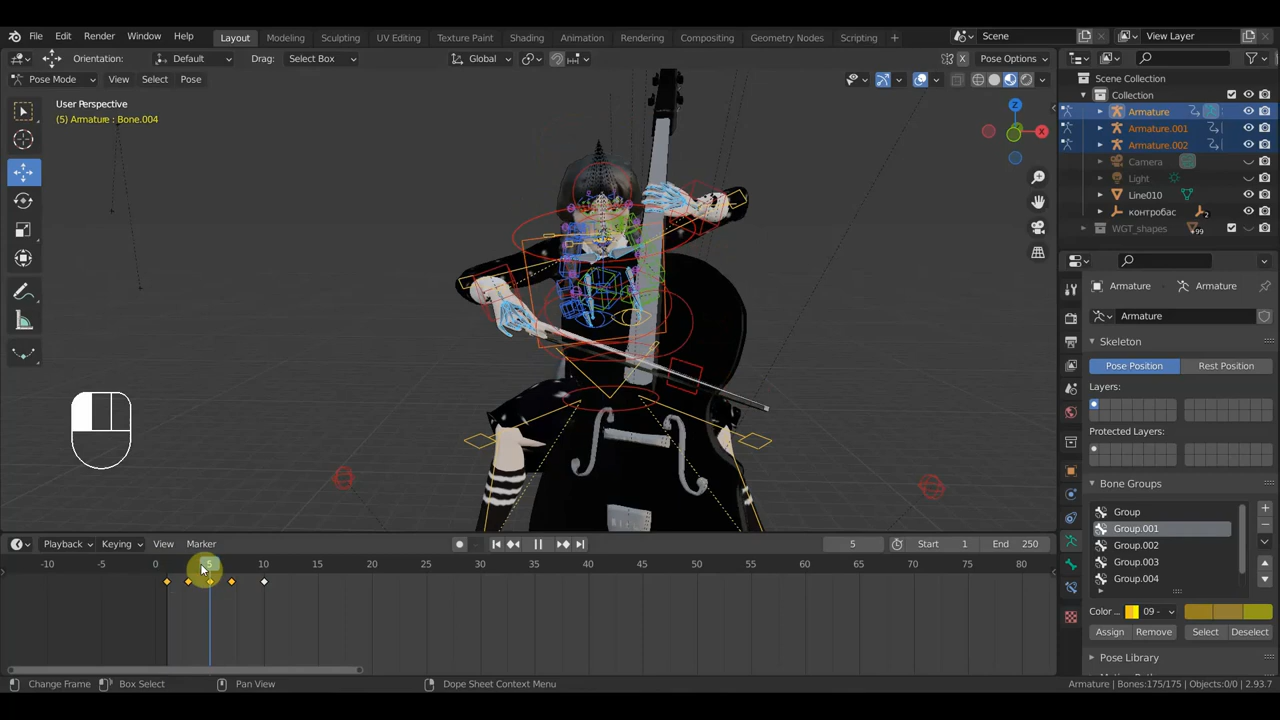 File Edit Render Window Help Layout Modeling Sculpting UV Editing Texture Paint Shading Animation Rendering Compositing Geometry Nodes Scripting + Scene View Layer
Orientation: Default Drag: Select Box Global X Pose Options
Pose Mode View Select Pose
User Perspective
(5) Armature : Bone.004
Z
X
Scene Collection
Collection
Armature
Armature.001
Armature.002
Camera
Light
Line010
контробас 2
WGT_shapes 99
Armature Armature
Armature
Skeleton
Pose Position Rest Position
Layers:
Protected Layers:
Bone Groups
Group
Group.001
Group.002
Group.003
Group.004
Color ... 09 -
Assign Remove Select Deselect
Pose Library
Playback Keying View Marker 5 Start 1 End 250
-10 -5 0 5 10 15 20 25 30 35 40 45 50 55 60 65 70 75 80
Change Frame Box Select Pan View Dope Sheet Context Menu Armature | Bones:175/175 | Objects:0/0 | 2.93.7